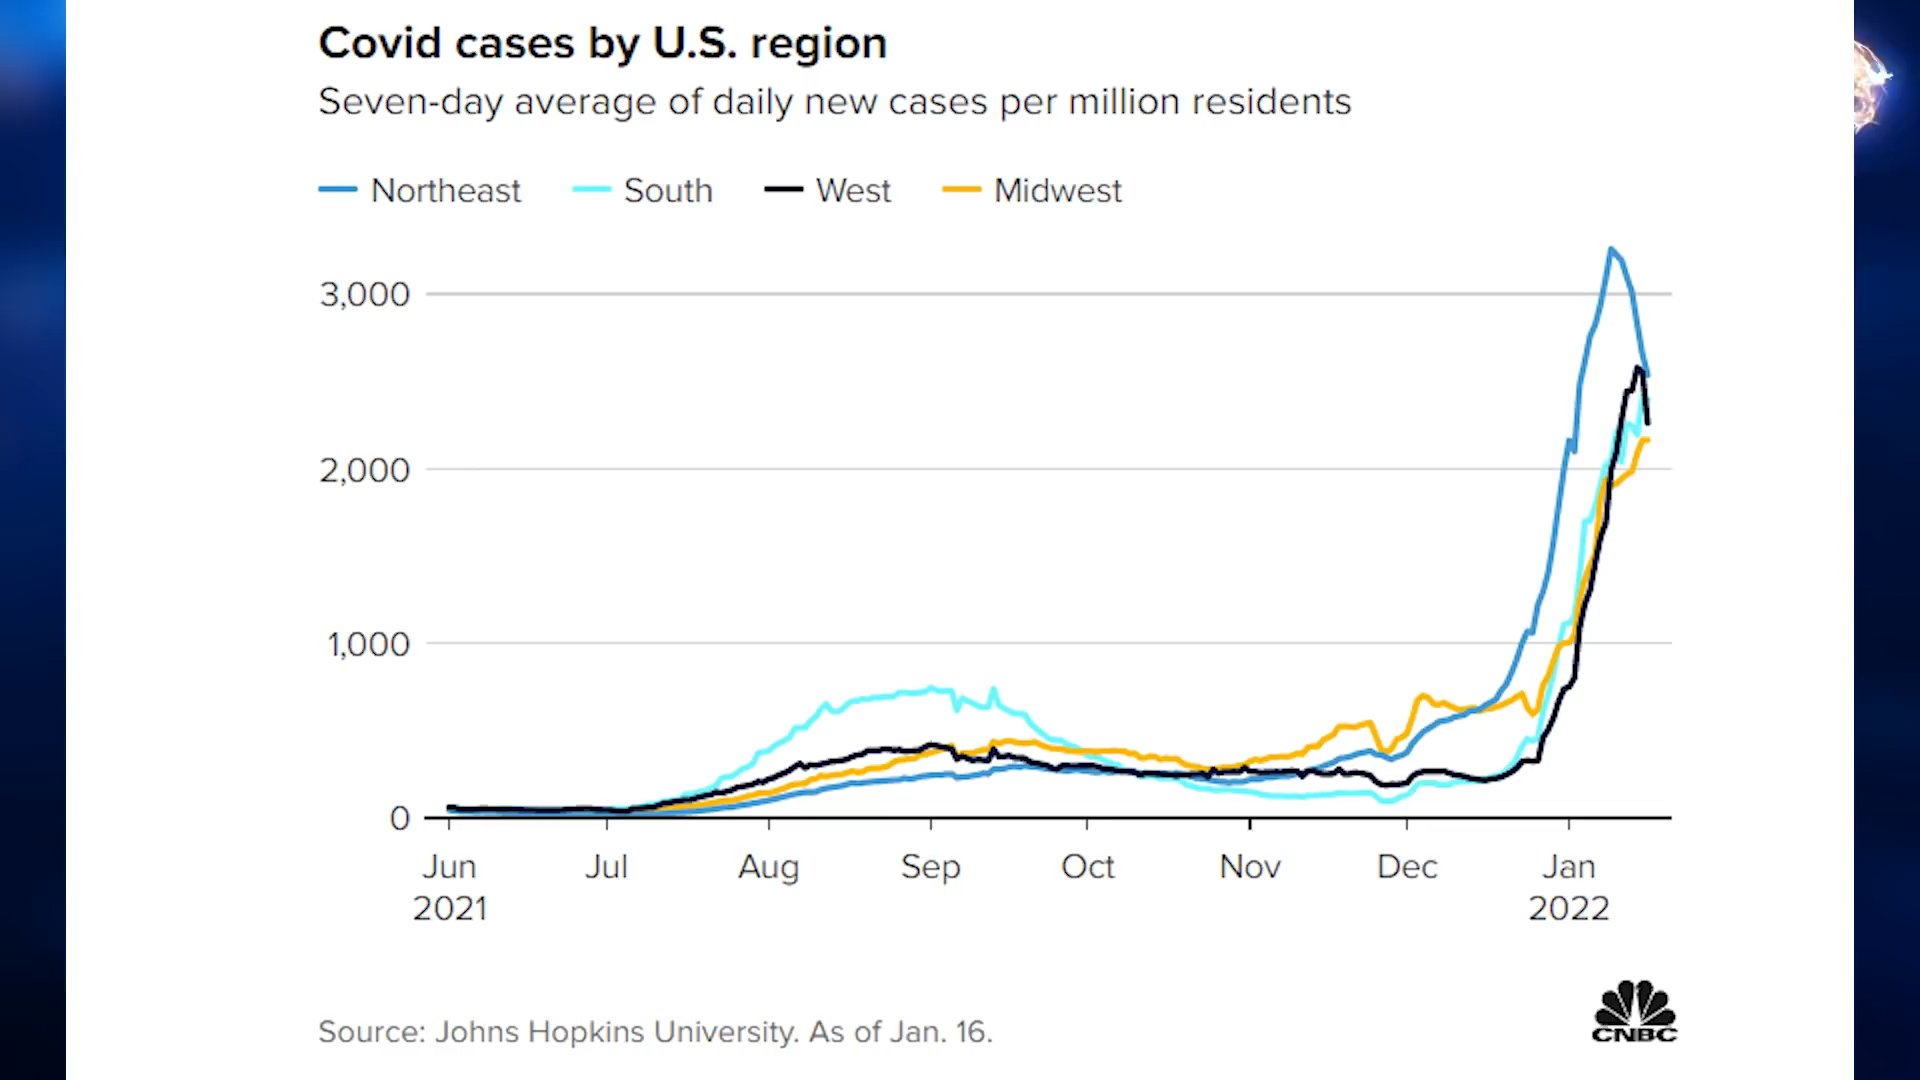 Covid cases by U.S. region
Seven-day average of daily new cases per million residents
Northeast South West Midwest
3,000
2,000
1,000
0
Jun Jul Aug Sep Oct Nov Dec Jan
2021 2022
Source: Johns Hopkins University. As of Jan. 16.
CNBC